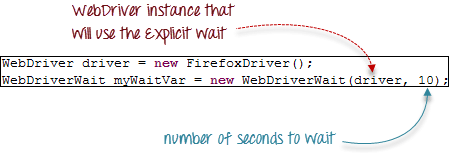 WebDriver instance that
will use the Explicit wait
WebDriver driver = new FirefoxDriver();
WebDriverWait myWaitVar = new WebDriverWait(driver, 10);
number of seconds to wait